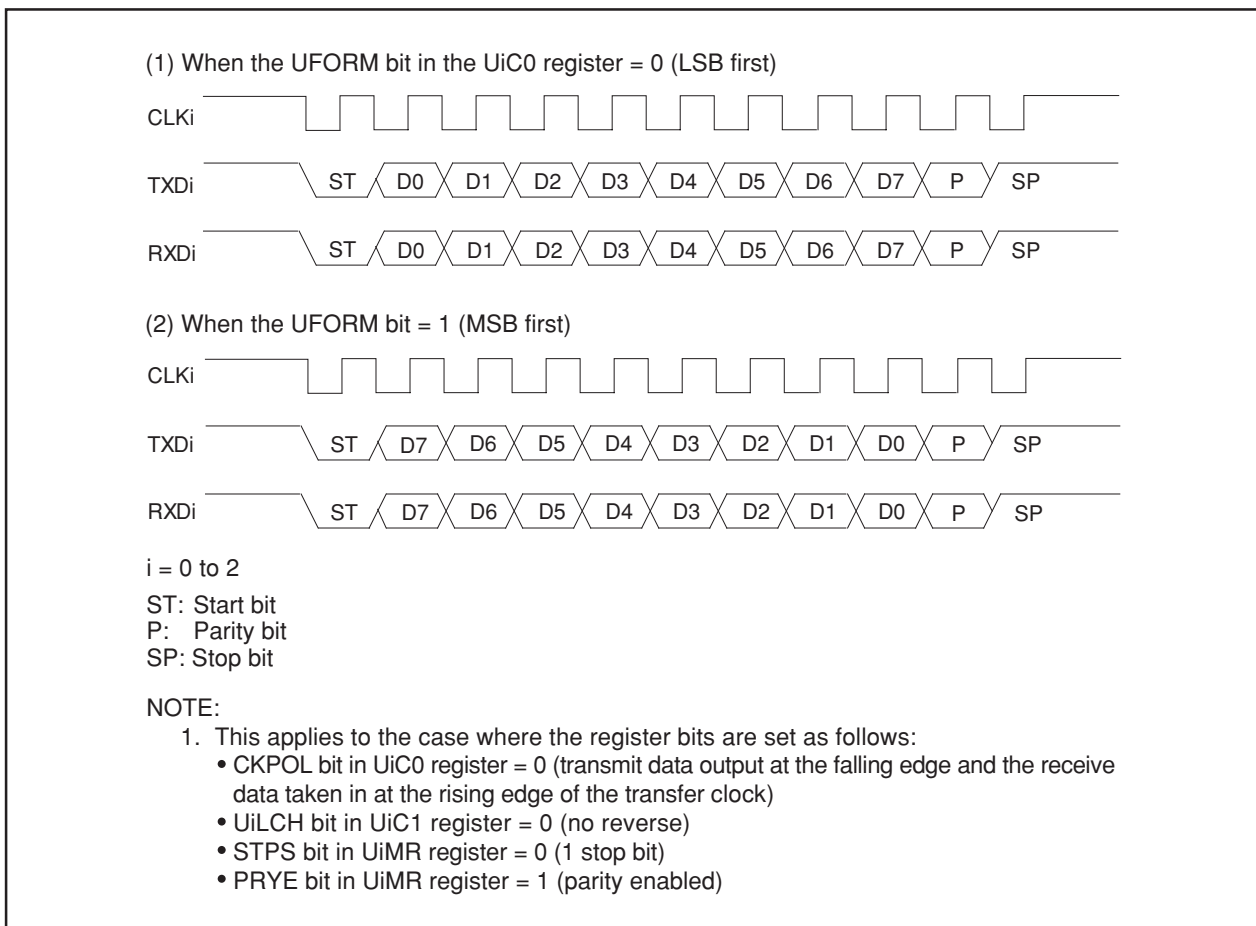 (1) When the UFORM bit in the UiC0 register = 0 (LSB first)
CLKi
TXDi ST D0 D1 D2 D3 D4 D5 D6 D7 P SP
RXDi ST D0 D1 D2 D3 D4 D5 D6 D7 P SP
(2) When the UFORM bit = 1 (MSB first)
CLKi
TXDi ST D7 D6 D5 D4 D3 D2 D1 D0 P SP
RXDi ST D7 D6 D5 D4 D3 D2 D1 D0 P SP
i = 0 to 2
ST: Start bit
P: Parity bit
SP: Stop bit
NOTE:
1. This applies to the case where the register bits are set as follows:
• CKPOL bit in UiC0 register = 0 (transmit data output at the falling edge and the receive
data taken in at the rising edge of the transfer clock)
• UiLCH bit in UiC1 register = 0 (no reverse)
• STPS bit in UiMR register = 0 (1 stop bit)
• PRYE bit in UiMR register = 1 (parity enabled)